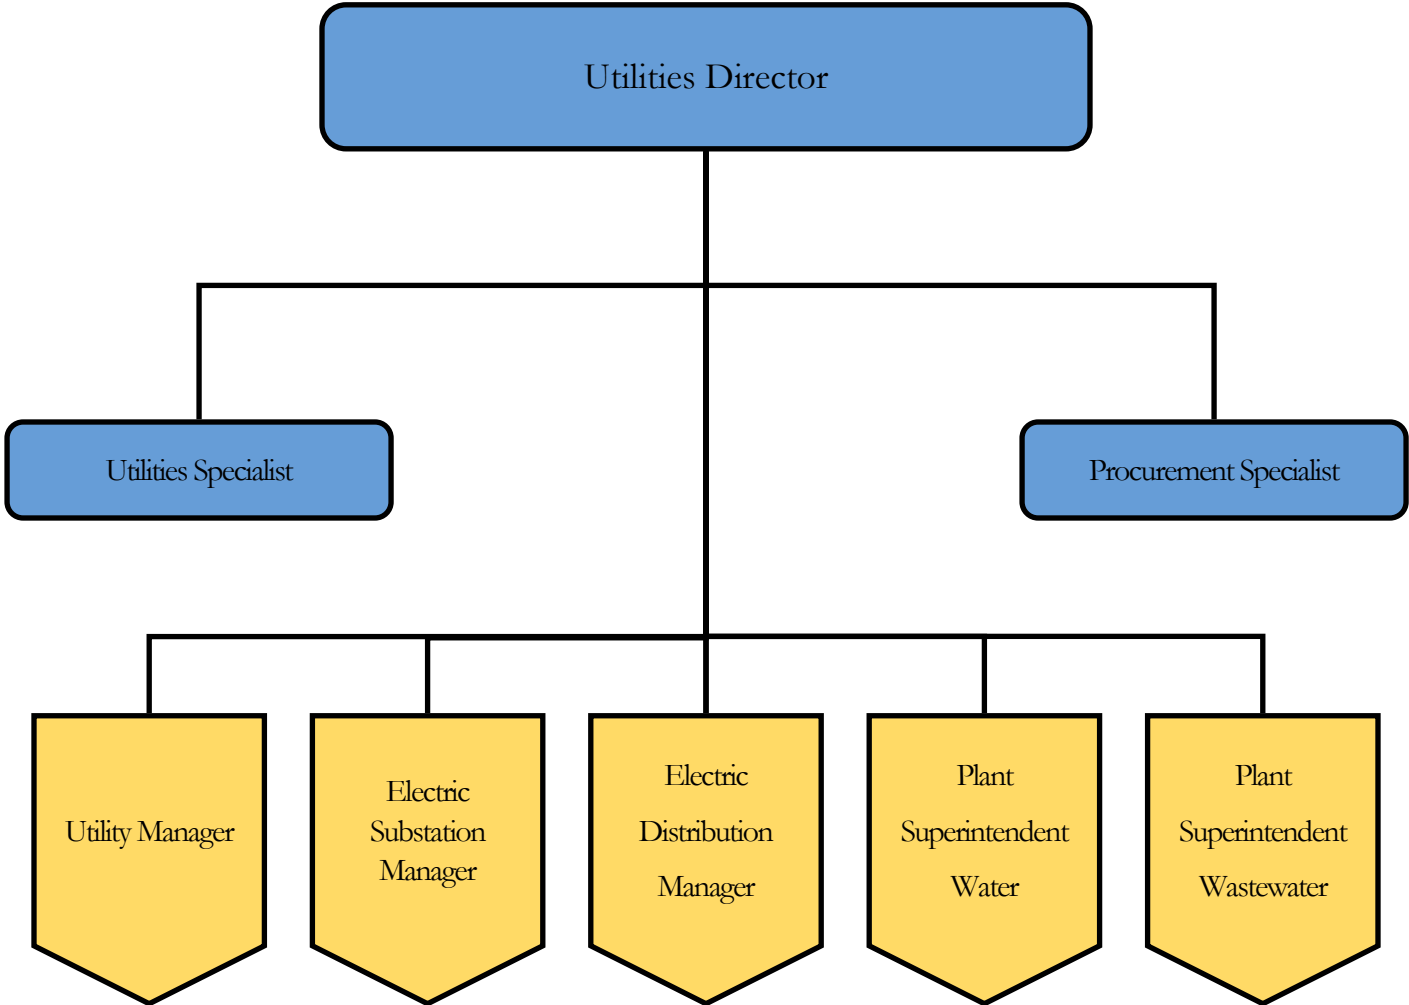 Utilities Director
Utilities Specialist
Procurement Specialist
Utility Manager
Electric
Substation
Manager
Electric
Distribution
Manager
Plant
Superintendent
Water
Plant
Superintendent
Wastewater